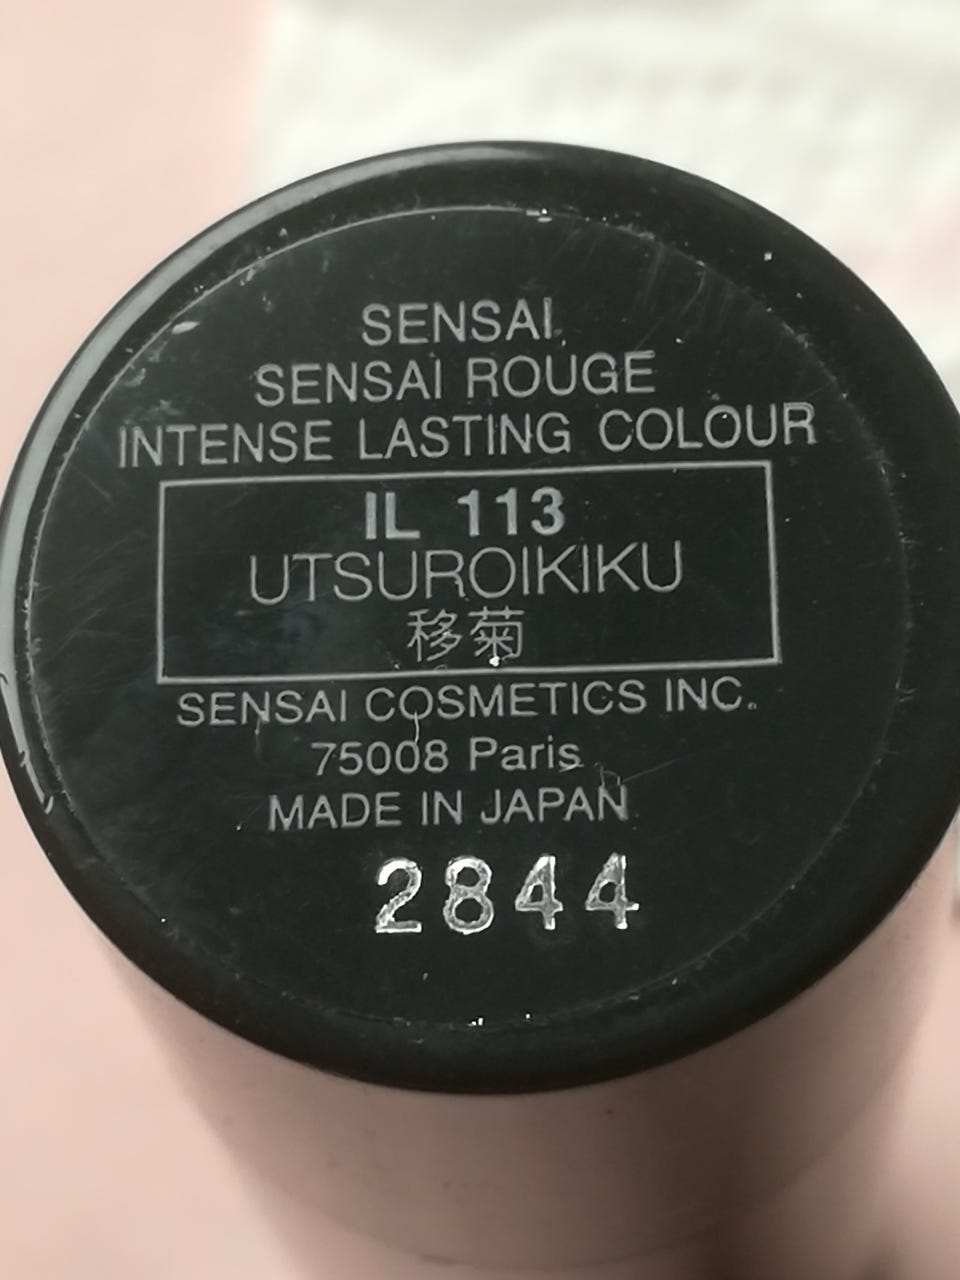 SENSAI
SENSAI ROUGE
INTENSE LASTING COLOUR
IL 113
UTSUROIKIKU
移菊
SENSAI COSMETICS INC.
75008 Paris
MADE IN JAPAN
2844